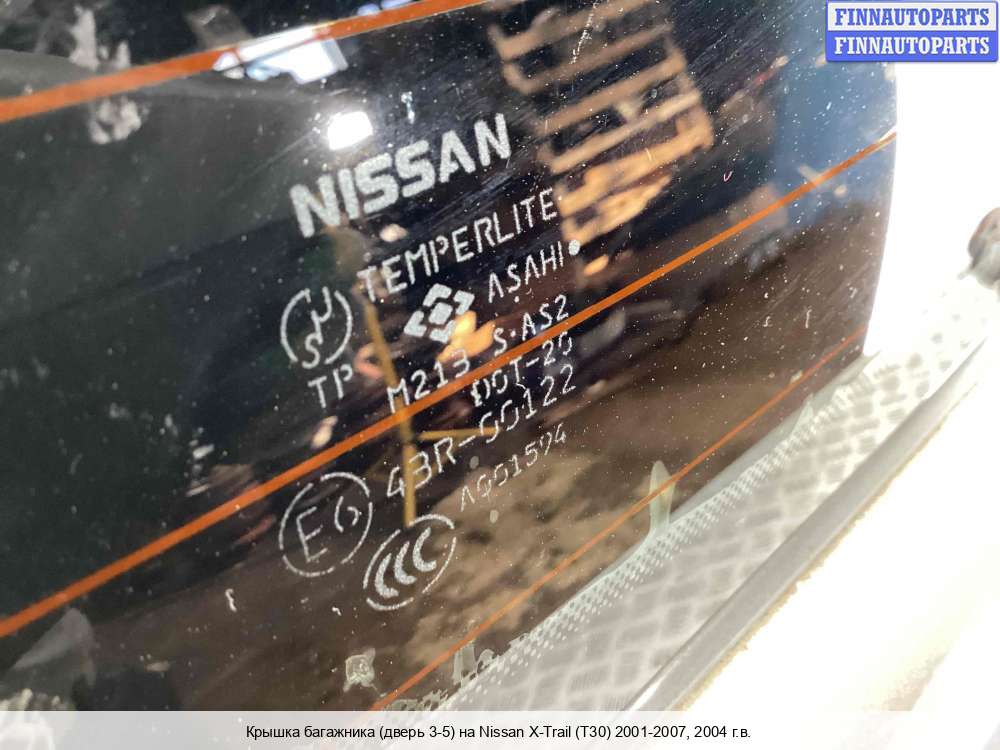 FINNAUTOPARTS
FINNAUTOPARTS
NISSAN
TEMPERLITE
JS
ASAHI
TP
M213 S·AS2
DOT-20
43R-00122
E6
A001594
CCC
Крышка багажника (дверь 3-5) на Nissan X-Trail (T30) 2001-2007, 2004 г.в.